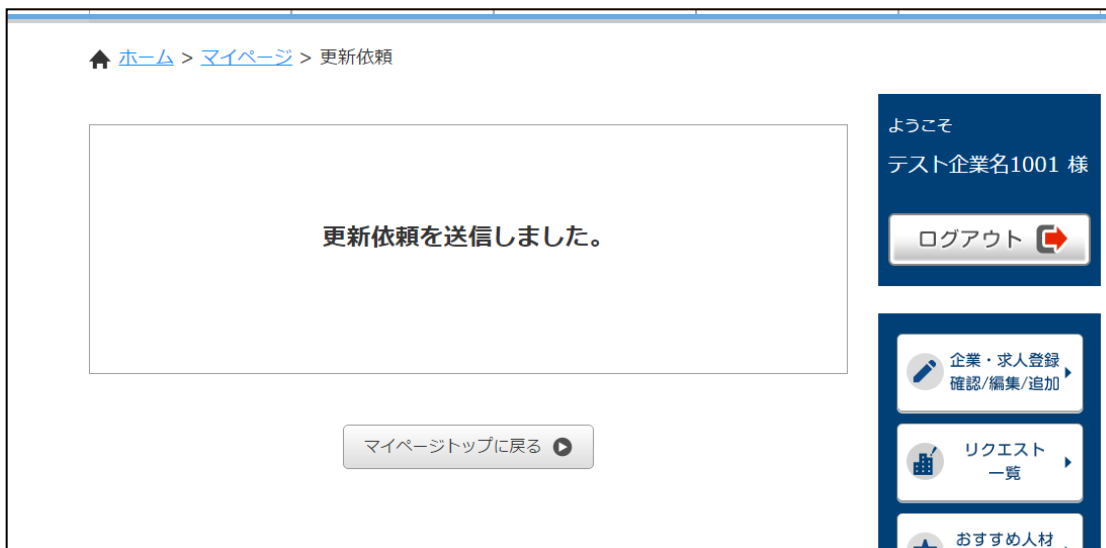 ホーム > マイページ > 更新依頼
更新依頼を送信しました。
マイページトップに戻る
ようこそ
テスト企業名1001 様
ログアウト
企業・求人登録
確認/編集/追加
リクエスト
一覧
おすすめ人材